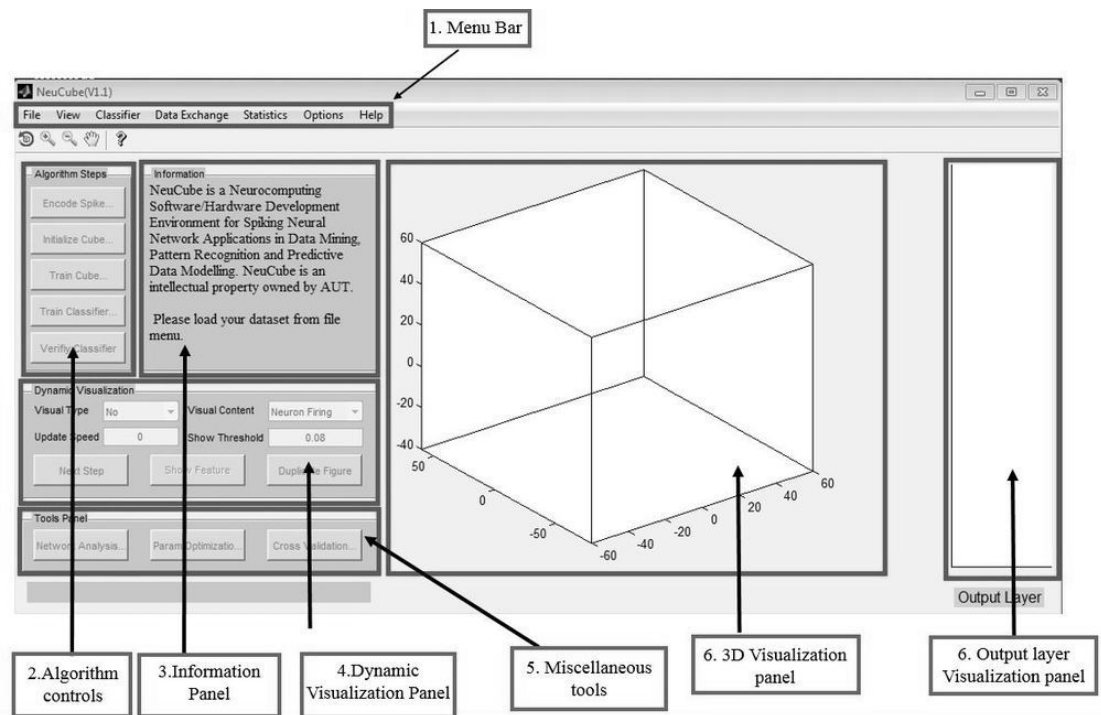 1. Menu Bar
NeuCube(V1.1)
File View Classifier Data Exchange Statistics Options Help
Algorithm Steps
Encode Spike...
Initialize Cube...
Train Cube...
Train Classifier...
Verifiy Classifier
Information
NeuCube is a Neurocomputing
Software/Hardware Development
Environment for Spiking Neural
Network Applications in Data Mining,
Pattern Recognition and Predictive
Data Modelling. NeuCube is an
intellectual property owned by AUT.
Please load your dataset from file
menu.
Dynamic Visualization
Visual Type No Visual Content Neuron Firing
Update Speed 0 Show Threshold 0.08
Next Step Show Feature Duplicate Figure
Tools Panel
Network Analysis... Param Optimizatio... Cross Validation...
60
40
20
0
-20
-40
50
0
-50
-60
-40
-20
0
20
40
60
Output Layer
2.Algorithm
controls
3.Information
Panel
4.Dynamic
Visualization Panel
5. Miscellaneous
tools
6. 3D Visualization
panel
6. Output layer
Visualization panel